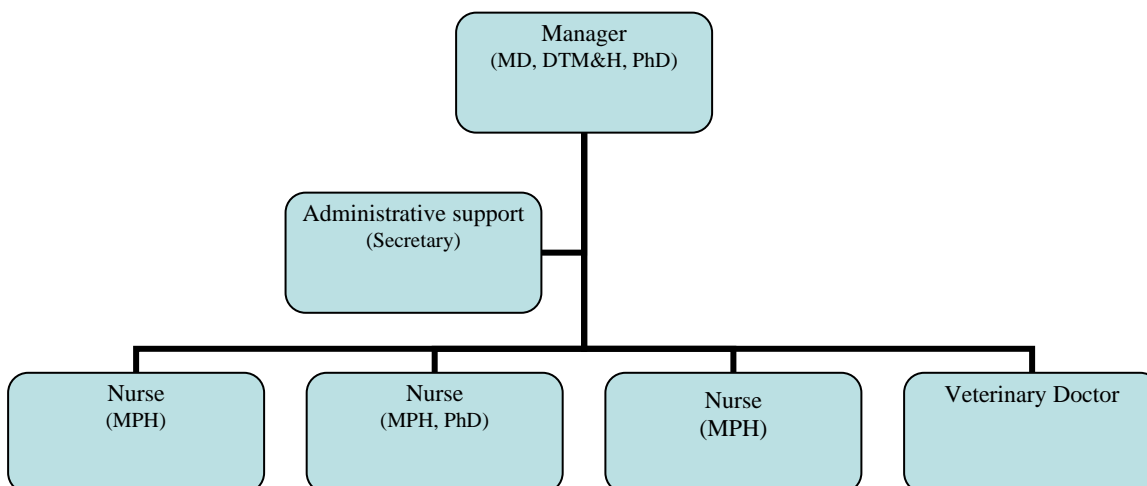 Manager
(MD, DTM&H, PhD)
Administrative support
(Secretary)
Nurse
(MPH)
Nurse
(MPH, PhD)
Nurse
(MPH)
Veterinary Doctor